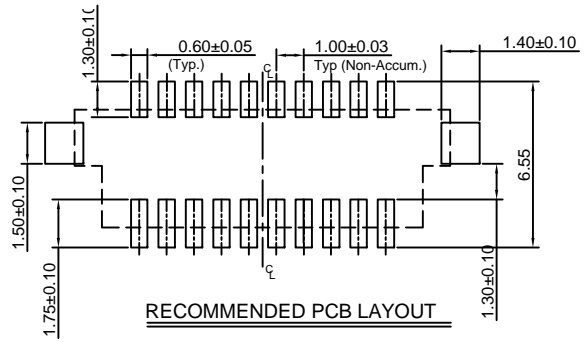 1.30±0.10
0.60±0.05
(Typ.)
1.00±0.03
Typ (Non-Accum.)
1.40±0.10
CL
6.55
1.50±0.10
1.75±0.10
1.30±0.10
CL
RECOMMENDED PCB LAYOUT